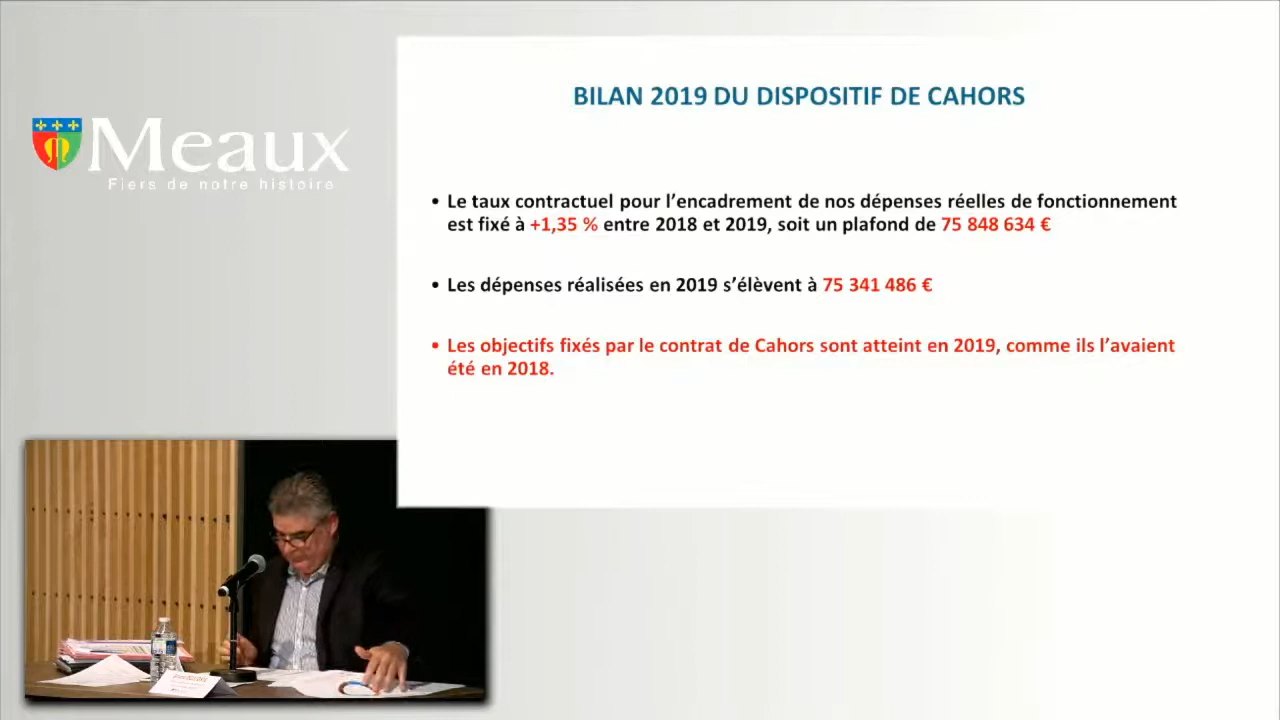 Meaux
Fiers de notre histoire
BILAN 2019 DU DISPOSITIF DE CAHORS
• Le taux contractuel pour l’encadrement de nos dépenses réelles de fonctionnement
est fixé à +1,35 % entre 2018 et 2019, soit un plafond de 75 848 634 €
• Les dépenses réalisées en 2019 s’élèvent à 75 341 486 €
• Les objectifs fixés par le contrat de Cahors sont atteint en 2019, comme ils l’avaient
été en 2018.